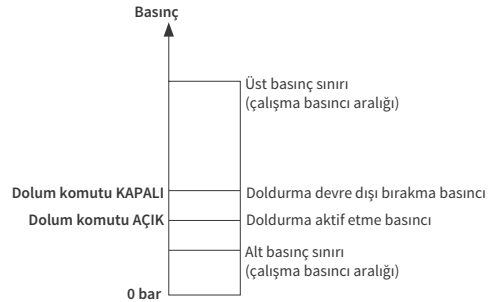 Basınç
Üst basınç sınırı
(çalışma basıncı aralığı)
Dolum komutu KAPALI
Doldurma devre dışı bırakma basıncı
Dolum komutu AÇIK
Doldurma aktif etme basıncı
Alt basınç sınırı
(çalışma basıncı aralığı)
0 bar